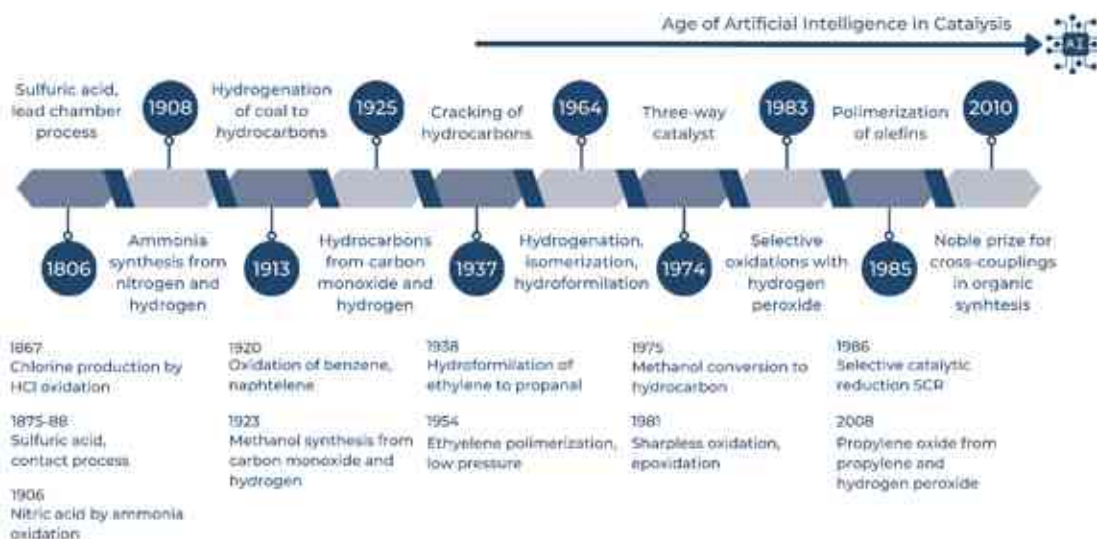 Age of Artificial Intelligence in Catalysis
AI
Sulfuric acid,
lead chamber
process
1908
Hydrogenation
of coal to
hydrocarbons
1925
Cracking of
hydrocarbons
1964
Three-way
catalyst
1983
Polimerization
of olefins
2010
1806
Ammonia
synthesis from
nitrogen and
hydrogen
1913
Hydrocarbons
from carbon
monoxide and
hydrogen
1937
Hydrogenation,
isomerization,
hydroformilation
1974
Selective
oxidations with
hydrogen
peroxide
1985
Noble prize for
cross-couplings
in organic
synhtesis
1867
Chlorine production by
HCl oxidation
1875-88
Sulfuric acid,
contact process
1906
Nitric acid by ammonia
oxidation
1920
Oxidation of benzene,
naphtelene
1923
Methanol synthesis from
carbon monoxide and
hydrogen
1938
Hydroformilation of
ethylene to propanal
1954
Ethyelene polimerization,
low pressure
1975
Methanol conversion to
hydrocarbon
1981
Sharpless oxidation,
epoxidation
1986
Selective catalytic
reduction SCR
2008
Propylene oxide from
propylene and
hydrogen peroxide